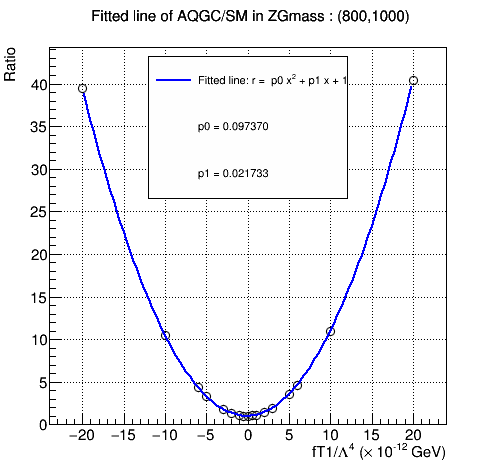 Fitted line of AQGC/SM in ZGmass : (800,1000)
Ratio
Fitted line: r =  p0 x² + p1 x + 1
p0 = 0.097370
p1 = 0.021733
40
35
30
25
20
15
10
5
0
−20 −15 −10 −5 0 5 10 15 20
fT1/Λ⁴ (× 10⁻¹² GeV)